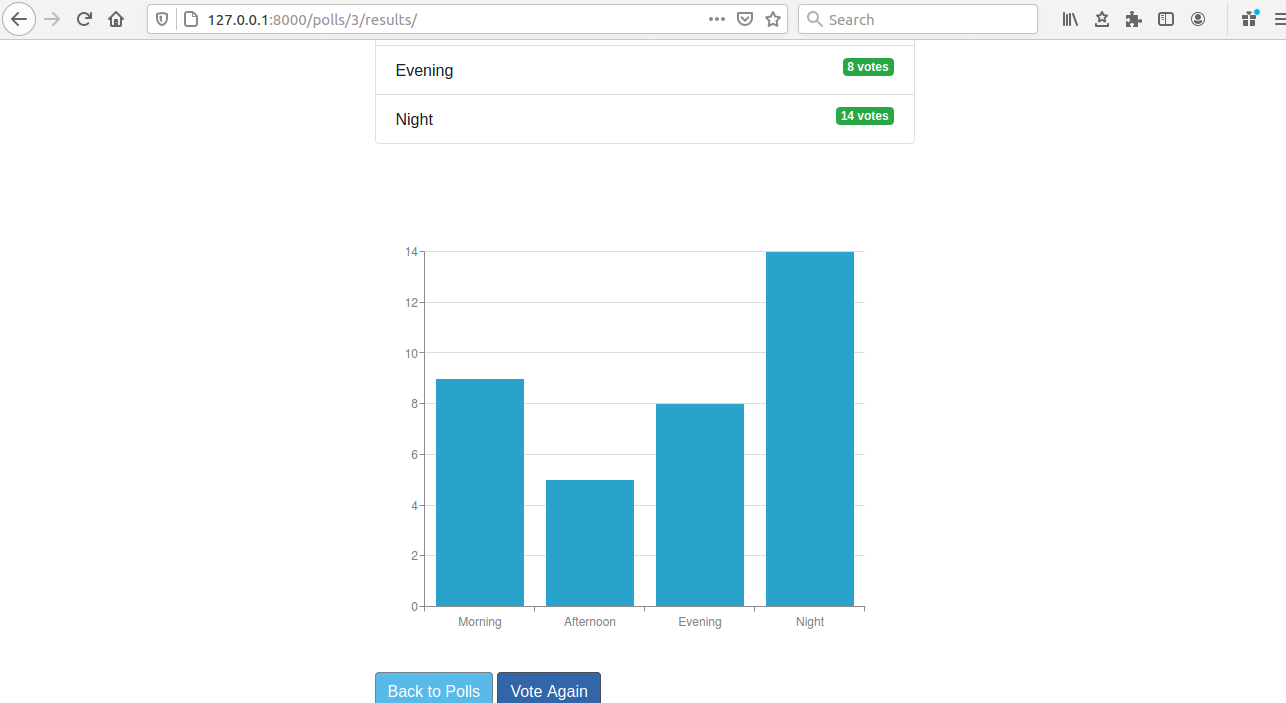 127.0.0.1:8000/polls/3/results/
Search
Evening 8 votes
Night 14 votes
14
12
10
8
6
4
2
0
Morning Afternoon Evening Night
Back to Polls Vote Again